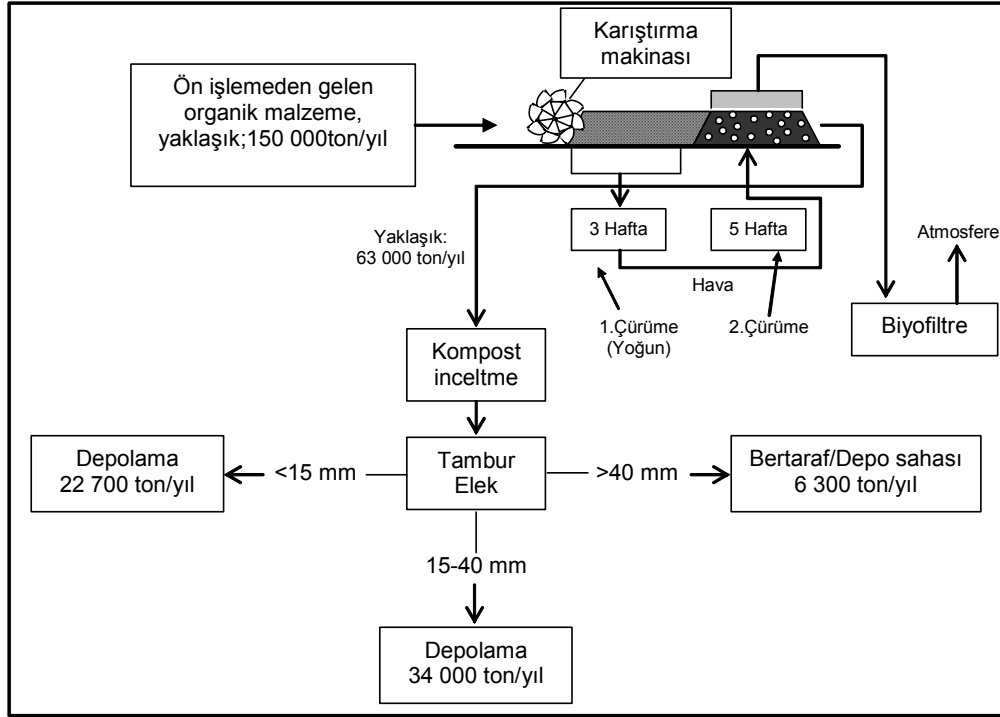 Karıştırma
makinası
Ön işlemeden gelen
organik malzeme,
yaklaşık;150 000ton/yıl
3 Hafta
5 Hafta
Yaklaşık:
63 000 ton/yıl
Atmosfere
Hava
1.Çürüme
(Yoğun)
2.Çürüme
Biyofiltre
Kompost
inceltme
Depolama
22 700 ton/yıl
<15 mm
Tambur
Elek
>40 mm
Bertaraf/Depo sahası
6 300 ton/yıl
15-40 mm
Depolama
34 000 ton/yıl